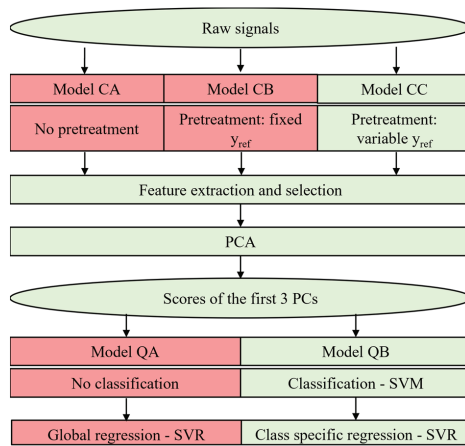 Raw signals
Model CA
Model CB
Model CC
No pretreatment
Pretreatment: fixed
y_ref
Pretreatment:
variable y_ref
Feature extraction and selection
PCA
Scores of the first 3 PCs
Model QA
Model QB
No classification
Classification - SVM
Global regression - SVR
Class specific regression - SVR